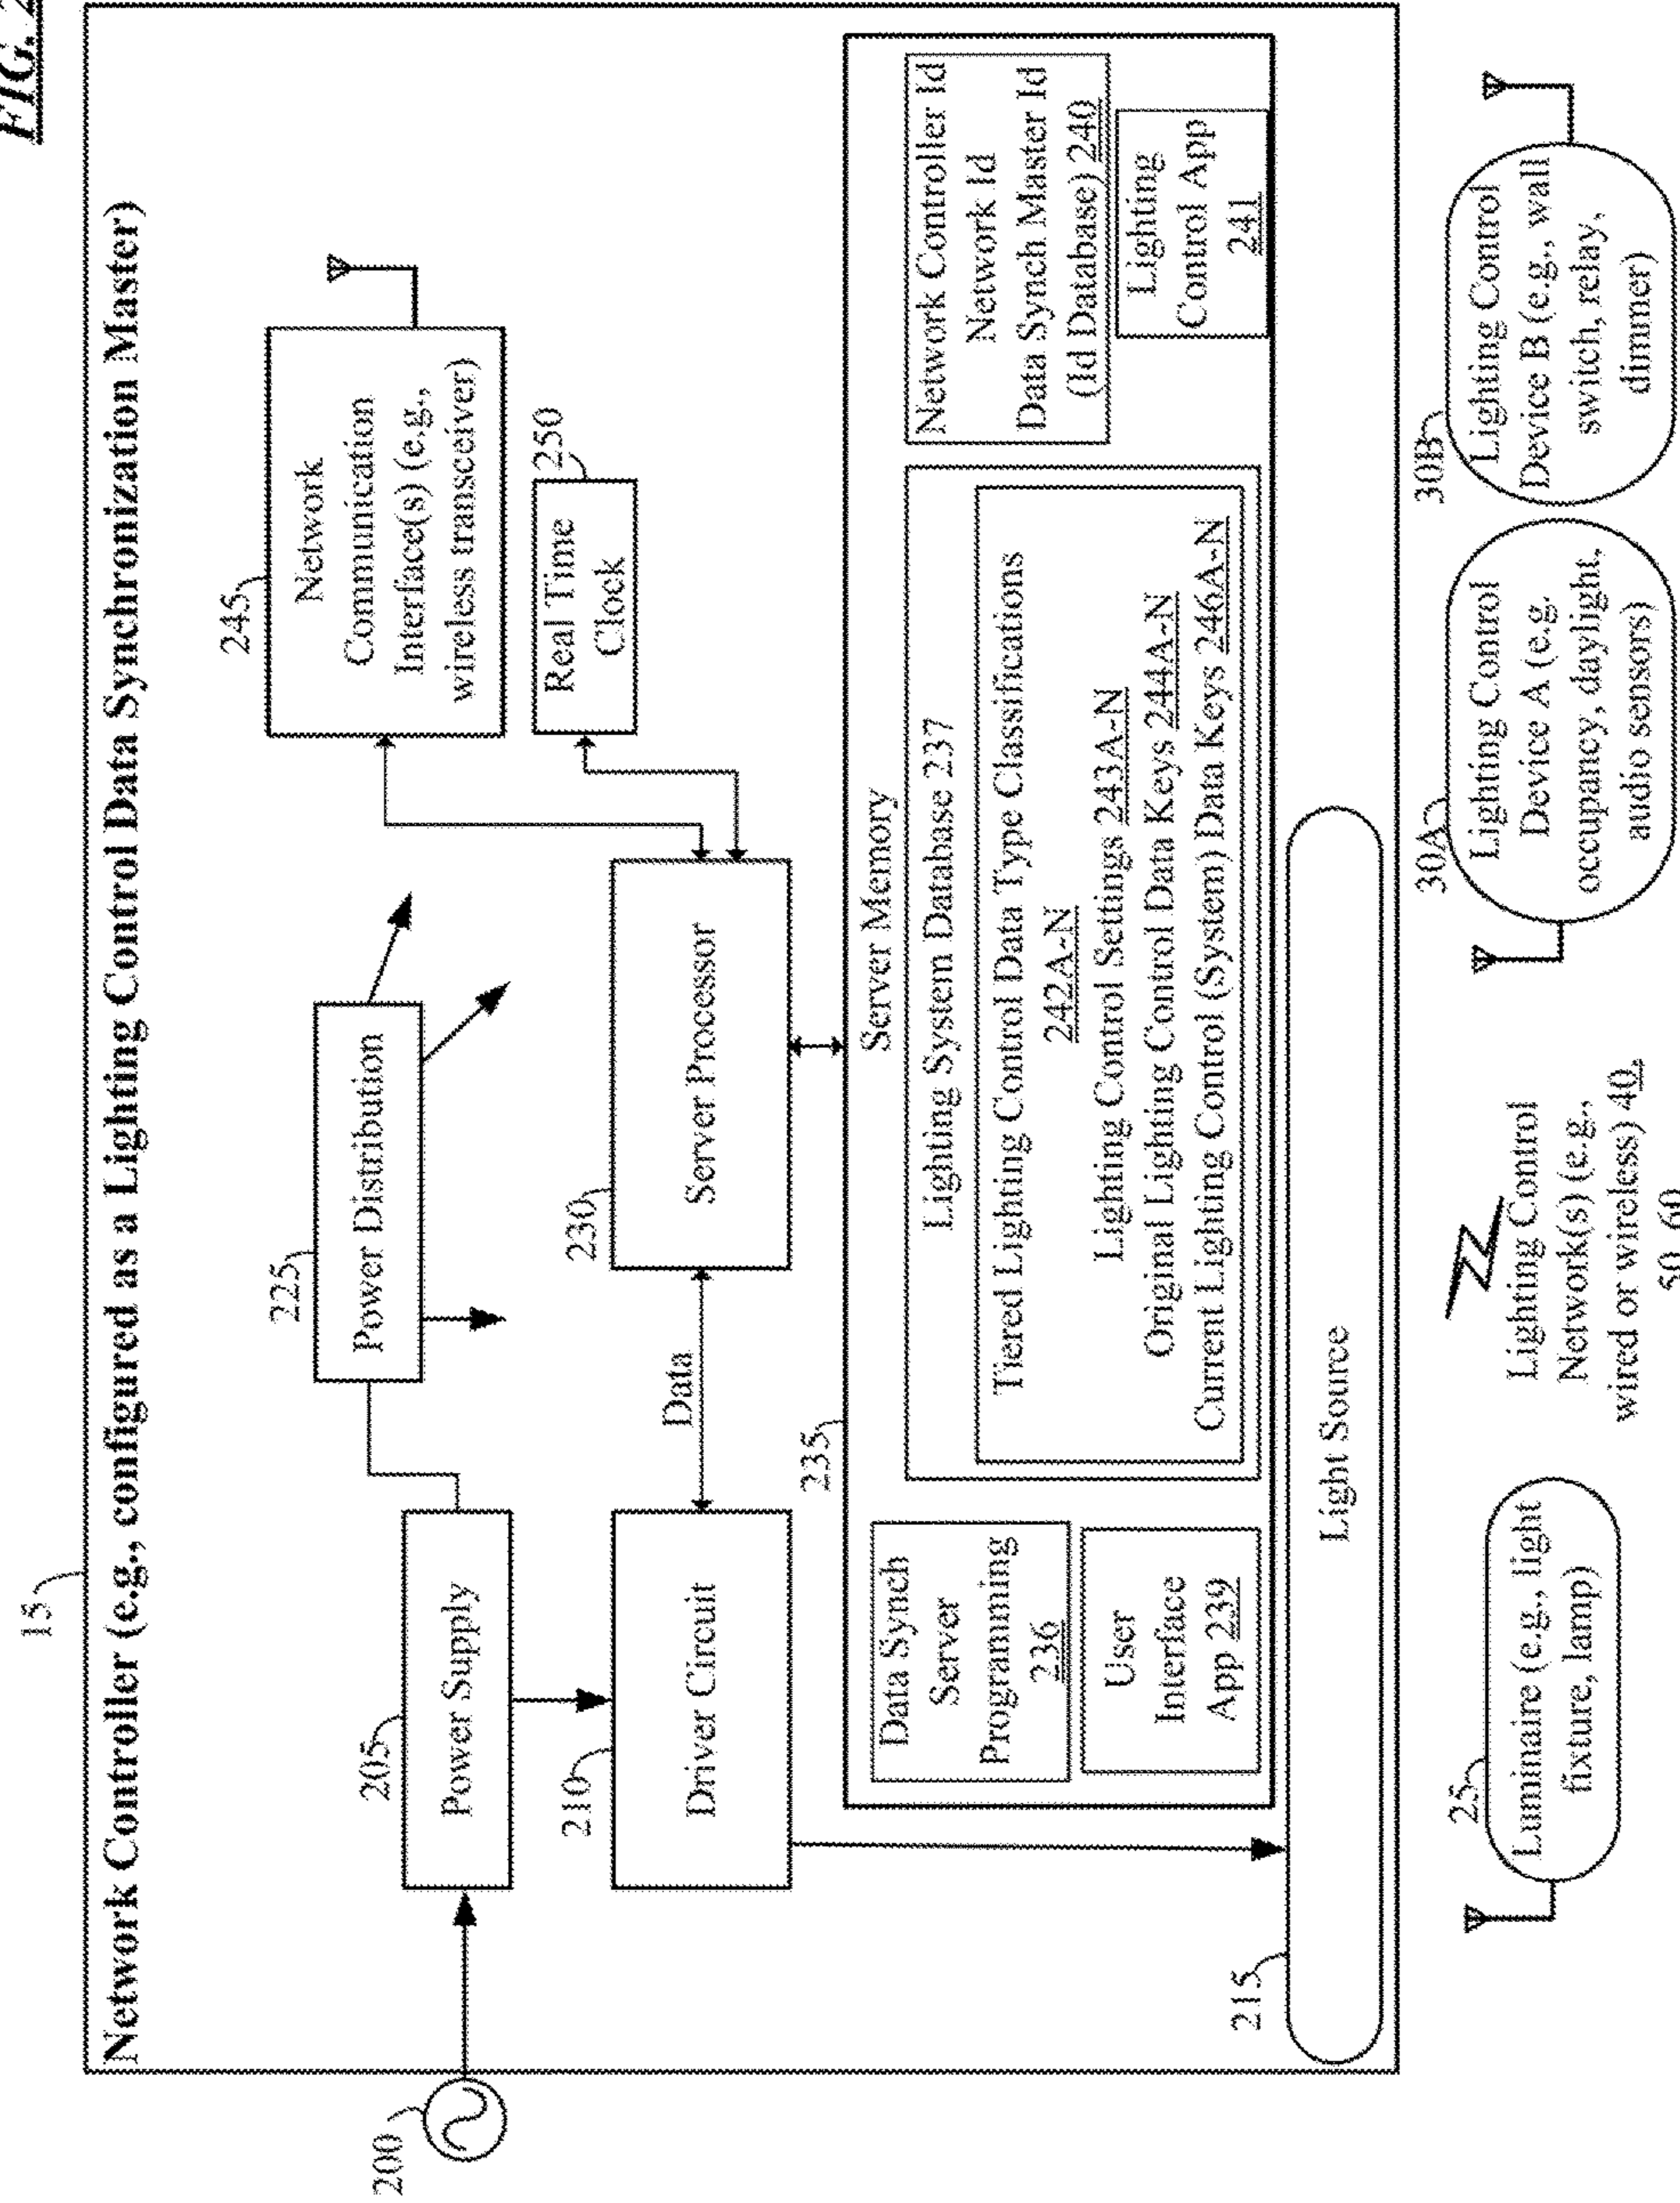 FIG. 2
15
Network Controller (e.g., configured as a Lighting Control Data Synchronization Master)
200
205
Power Supply
225
Power Distribution
245
Network
Communication
Interface(s) (e.g.,
wireless transceiver)
250
Real Time
Clock
210
Driver Circuit
Data
230
Server Processor
235
Server Memory
Data Synch
Server
Programming
236
User
Interface
App 239
Lighting System Database 237
Tiered Lighting Control Data Type Classifications
242A-N
Lighting Control Settings 243A-N
Original Lighting Control Data Keys 244A-N
Current Lighting Control (System) Data Keys 246A-N
Network Controller Id
Network Id
Data Synch Master Id
(Id Database) 240
Lighting
Control App
241
215
Light Source
25
Luminaire (e.g., light
fixture, lamp)
Lighting Control
Network(s) (e.g.,
wired or wireless) 40,
50, 60
30A
Lighting Control
Device A (e.g.
occupancy, daylight,
audio sensors)
30B
Lighting Control
Device B (e.g., wall
switch, relay,
dimmer)